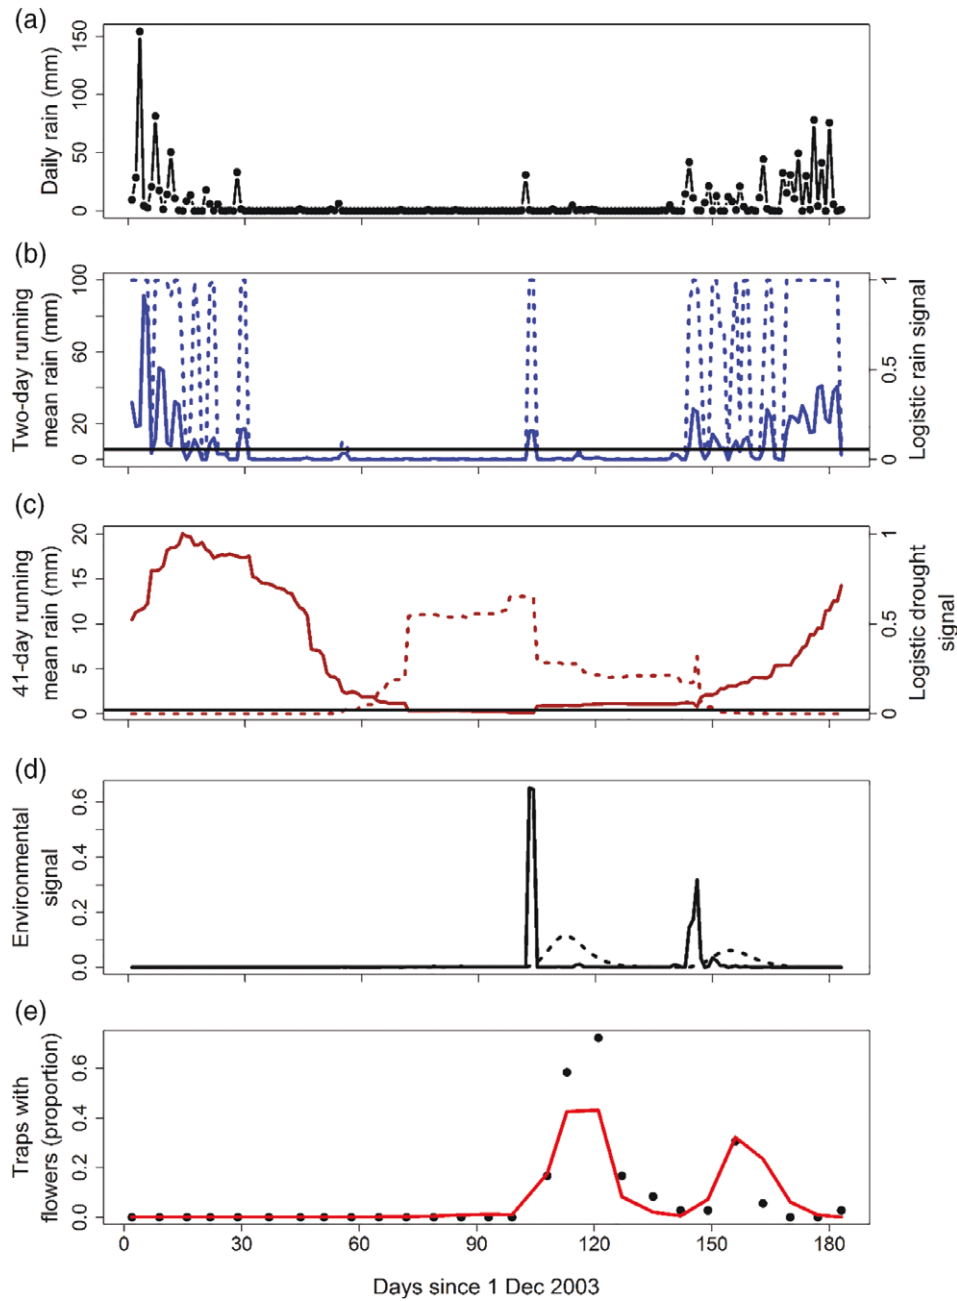 (a)
Daily rain (mm)
150
100
50
0
(b)
Two-day running
mean rain (mm)
100
60
20
0
1
0.5
0
Logistic rain signal
(c)
41-day running
mean rain (mm)
20
15
10
5
0
1
0.5
0
Logistic drought
signal
(d)
Environmental
signal
0.6
0.4
0.2
0.0
(e)
Traps with
flowers (proportion)
0.6
0.4
0.2
0.0
0 30 60 90 120 150 180
Days since 1 Dec 2003